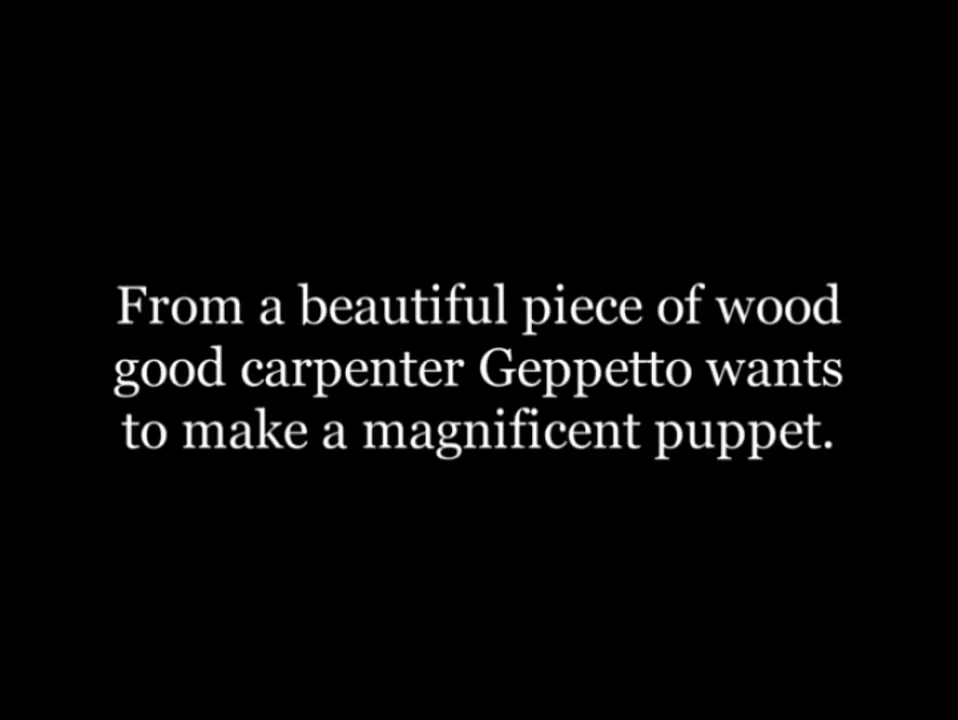 From a beautiful piece of wood
good carpenter Geppetto wants
to make a magnificent puppet.